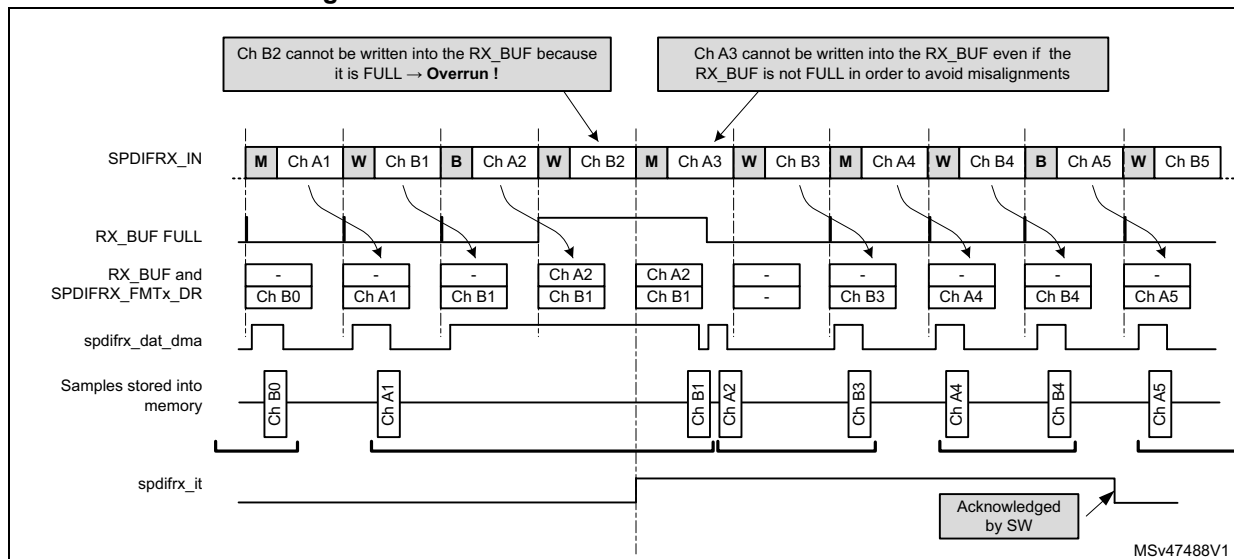 Ch B2 cannot be written into the RX_BUF because
it is FULL → Overrun !
Ch A3 cannot be written into the RX_BUF even if the
RX_BUF is not FULL in order to avoid misalignments
SPDIFRX_IN
M Ch A1 W Ch B1 B Ch A2 W Ch B2 M Ch A3 W Ch B3 M Ch A4 W Ch B4 B Ch A5 W Ch B5
RX_BUF FULL
RX_BUF and
SPDIFRX_FMTx_DR
- - - Ch A2 Ch A2 - - - - -
Ch B0 Ch A1 Ch B1 Ch B1 Ch B1 - Ch B3 Ch A4 Ch B4 Ch A5
spdifrx_dat_dma
Samples stored into
memory
Ch B0 Ch A1 Ch B1 Ch A2 Ch B3 Ch A4 Ch B4 Ch A5
spdifrx_it
Acknowledged
by SW
MSv47488V1